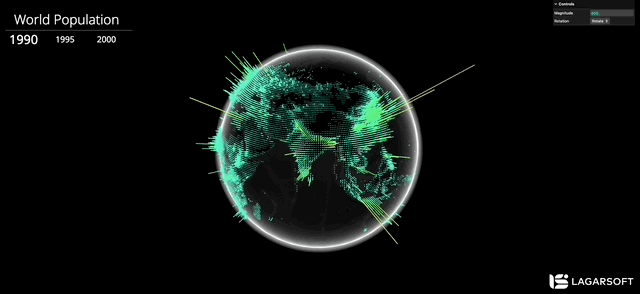 World Population
1990 1995 2000
Controls
Magnitude
Rotation Rotate
LAGARSOFT